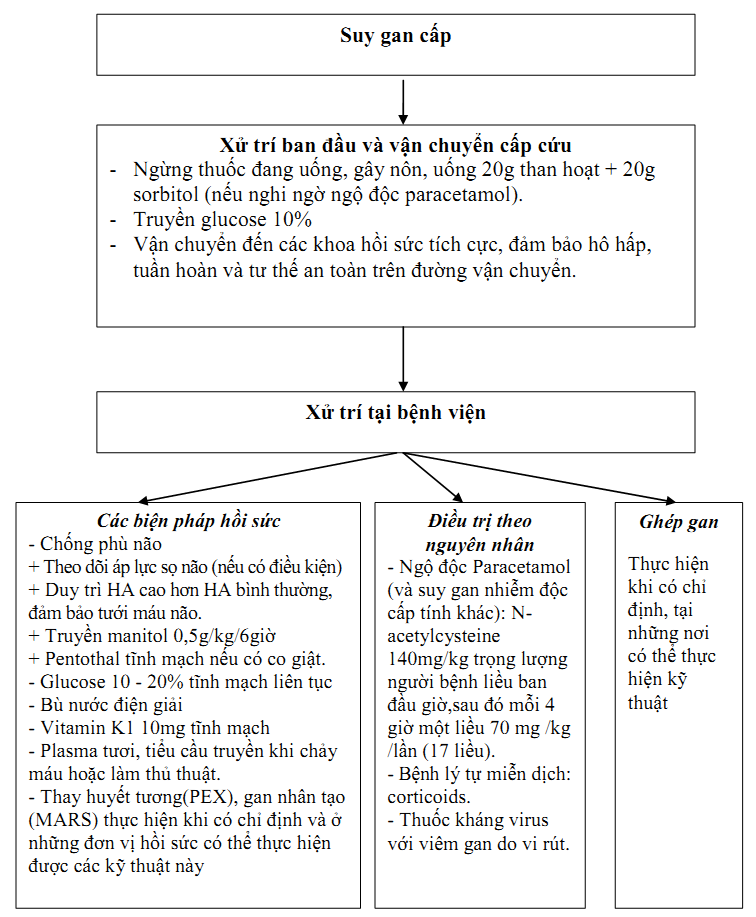 Suy gan cấp
Xử trí ban đầu và vận chuyển cấp cứu
- Ngừng thuốc đang uống, gây nôn, uống 20g than hoạt + 20g
sorbitol (nếu nghi ngờ ngộ độc paracetamol).
- Truyền glucose 10%
- Vận chuyển đến các khoa hồi sức tích cực, đảm bảo hô hấp,
tuần hoàn và tư thế an toàn trên đường vận chuyển.
Xử trí tại bệnh viện
Các biện pháp hồi sức
- Chống phù não
+ Theo dõi áp lực sọ não (nếu có điều kiện)
+ Duy trì HA cao hơn HA bình thường,
đảm bảo tưới máu não.
+ Truyền manitol 0,5g/kg/6giờ
+ Pentothal tĩnh mạch nếu có co giật.
- Glucose 10 - 20% tĩnh mạch liên tục
- Bù nước điện giải
- Vitamin K1 10mg tĩnh mạch
- Plasma tươi, tiểu cầu truyền khi chảy
máu hoặc làm thủ thuật.
- Thay huyết tương(PEX), gan nhân tạo
(MARS) thực hiện khi có chỉ định và ở
những đơn vị hồi sức có thể thực hiện
được các kỹ thuật này
Điều trị theo
nguyên nhân
- Ngộ độc Paracetamol
(và suy gan nhiễm độc
cấp tính khác): N-
acetylcysteine
140mg/kg trọng lượng
người bệnh liều ban
đầu giờ,sau đó mỗi 4
giờ một liều 70 mg /kg
/lần (17 liều).
- Bệnh lý tự miễn dịch:
corticoids.
- Thuốc kháng virus
với viêm gan do vi rút.
Ghép gan
Thực hiện
khi có chỉ
định, tại
những nơi
có thể thực
hiện kỹ
thuật